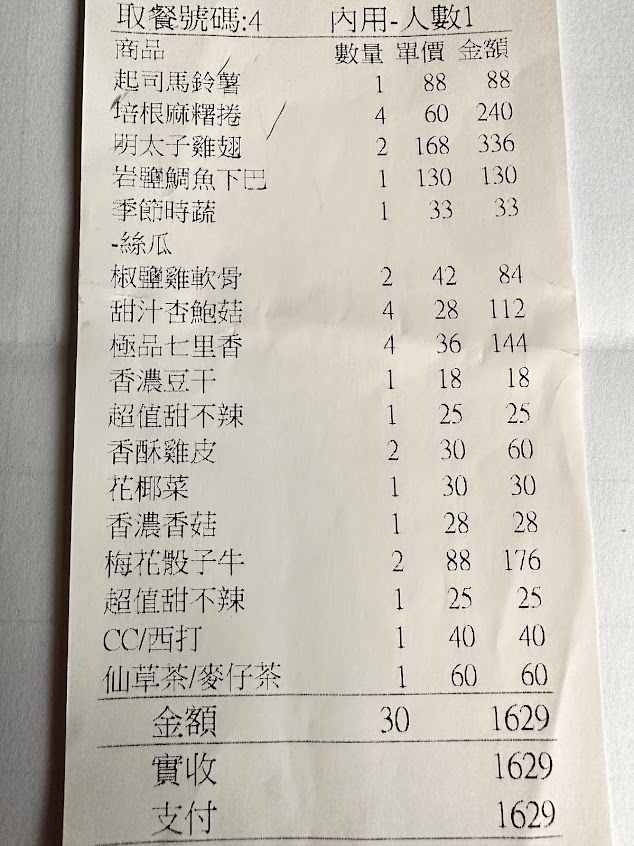 取餐號碼:4 內用-人數1
商品 數量 單價 金額
起司馬鈴薯 1 88 88
培根麻糬捲 4 60 240
明太子雞翅 2 168 336
岩鹽鯛魚下巴 1 130 130
季節時蔬 1 33 33
-絲瓜
椒鹽雞軟骨 2 42 84
甜汁杏鮑菇 4 28 112
極品七里香 4 36 144
香濃豆干 1 18 18
超值甜不辣 1 25 25
香酥雞皮 2 30 60
花椰菜 1 30 30
香濃香菇 1 28 28
梅花骰子牛 2 88 176
超值甜不辣 1 25 25
CC/西打 1 40 40
仙草茶/麥仔茶 1 60 60
金額 30 1629
實收 1629
支付 1629